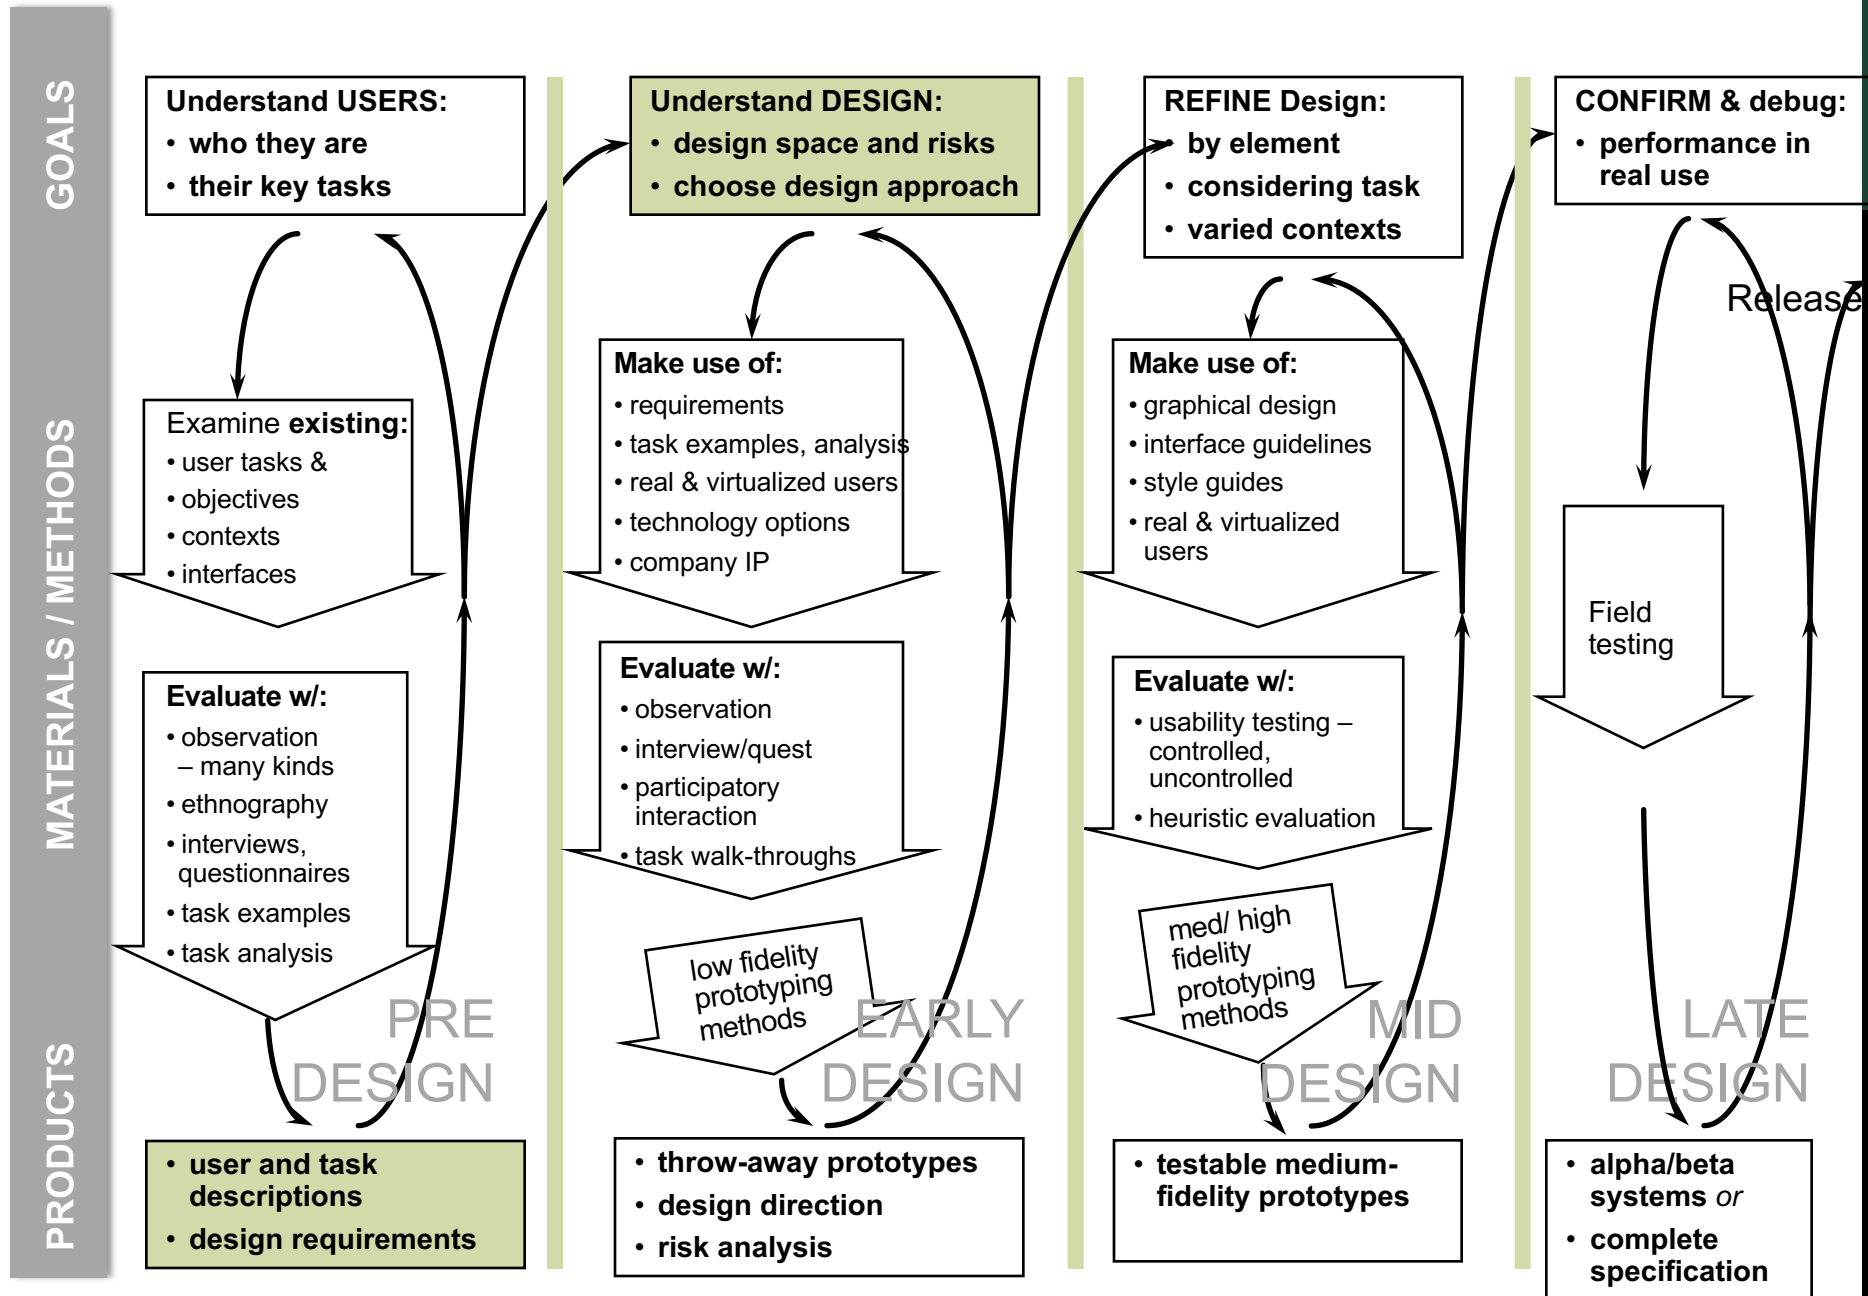 GOALS
MATERIALS / METHODS
PRODUCTS
Understand USERS:
• who they are
• their key tasks
Examine existing:
• user tasks &
• objectives
• contexts
• interfaces
Evaluate w/:
• observation
– many kinds
• ethnography
• interviews,
questionnaires
• task examples
• task analysis
PRE
DESIGN
• user and task
descriptions
• design requirements
Understand DESIGN:
• design space and risks
• choose design approach
Make use of:
• requirements
• task examples, analysis
• real & virtualized users
• technology options
• company IP
Evaluate w/:
• observation
• interview/quest
• participatory
interaction
• task walk-throughs
low fidelity
prototyping
methods
EARLY
DESIGN
• throw-away prototypes
• design direction
• risk analysis
REFINE Design:
• by element
• considering task
• varied contexts
Make use of:
• graphical design
• interface guidelines
• style guides
• real & virtualized
users
Evaluate w/:
• usability testing –
controlled,
uncontrolled
• heuristic evaluation
med/ high
fidelity
prototyping
methods
MID
DESIGN
• testable medium-
fidelity prototypes
CONFIRM & debug:
• performance in
real use
Release
Field
testing
LATE
DESIGN
• alpha/beta
systems or
• complete
specification